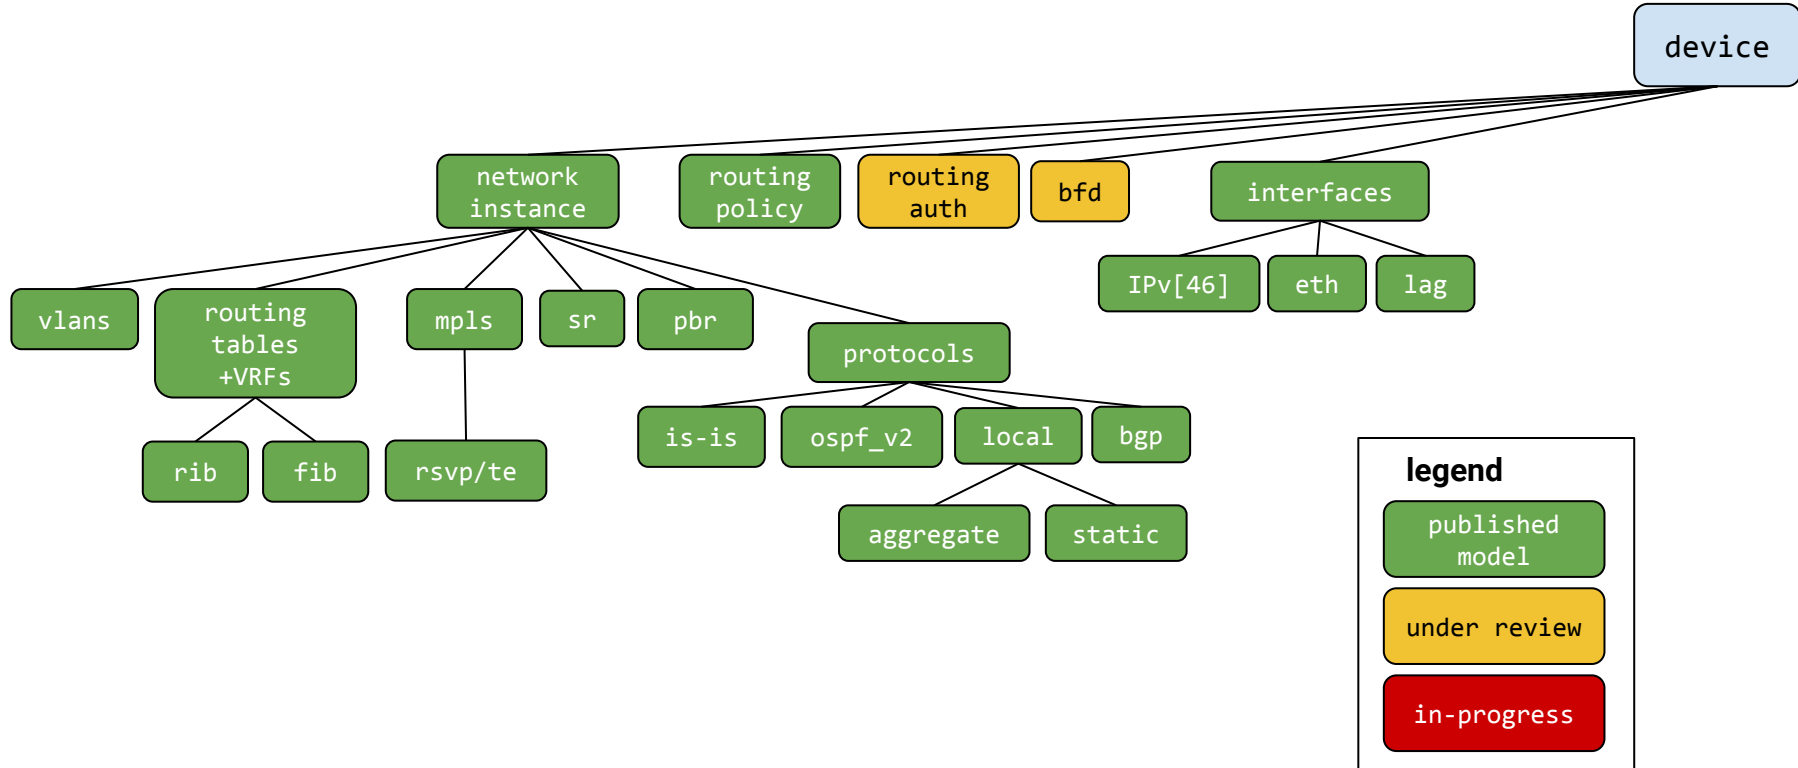 device
network
instance
routing
policy
routing
auth
bfd
interfaces
IPv[46]
eth
lag
vlans
routing
tables
+VRFs
mpls
sr
pbr
protocols
is-is
ospf_v2
local
bgp
rib
fib
rsvp/te
aggregate
static
legend
published
model
under review
in-progress